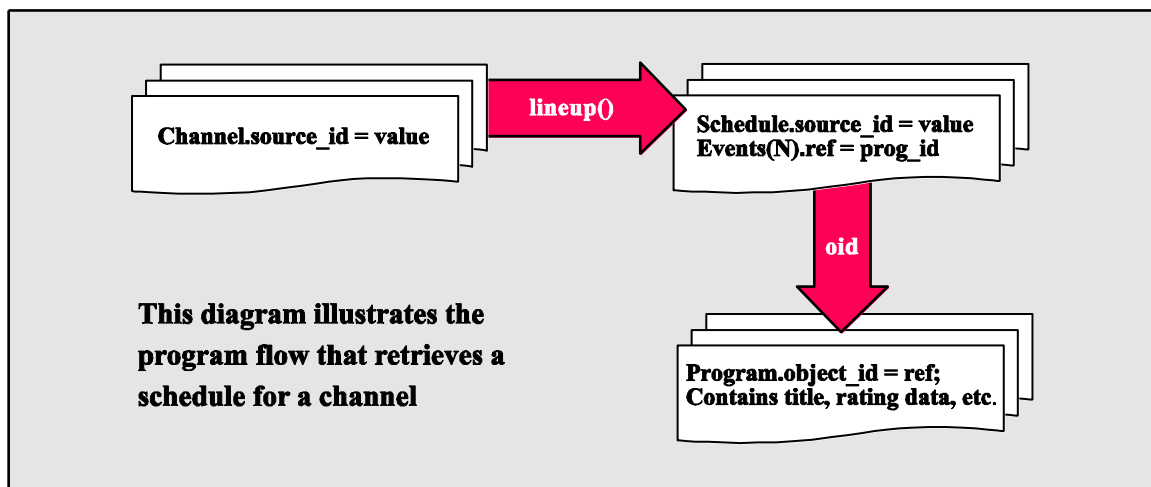 Channel.source_id = value
lineup()
Schedule.source_id = value
Events(N).ref = prog_id
oid
Program.object_id = ref;
Contains title, rating data, etc.
This diagram illustrates the
program flow that retrieves a
schedule for a channel